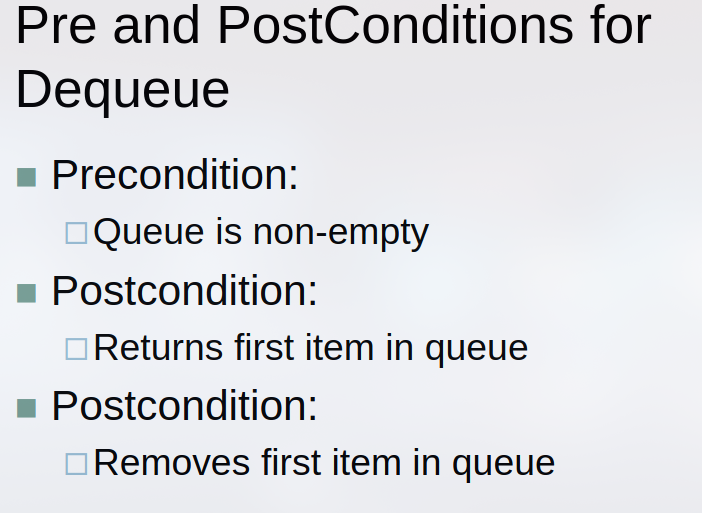 Pre and PostConditions for
Dequeue
Precondition:
Queue is non-empty
Postcondition:
Returns first item in queue
Postcondition:
Removes first item in queue